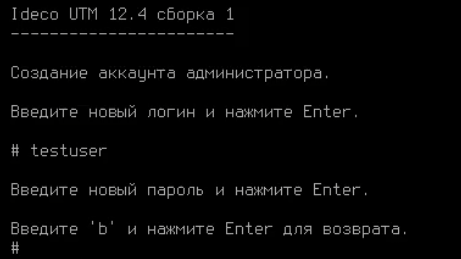 Ideco UTM 12.4 сборка 1
-----------------------
Создание аккаунта администратора.
Введите новый логин и нажмите Enter.
# testuser
Введите новый пароль и нажмите Enter.
Введите 'b' и нажмите Enter для возврата.
#